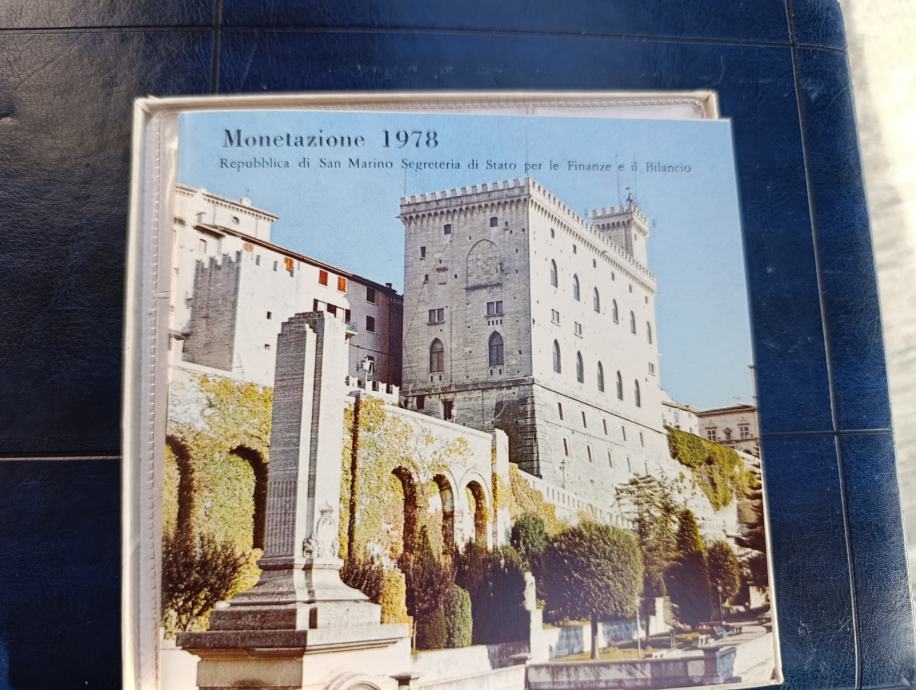 Monetazione 1978
Repubblica di San Marino Segreteria di Stato per le Finanze e il Bilancio